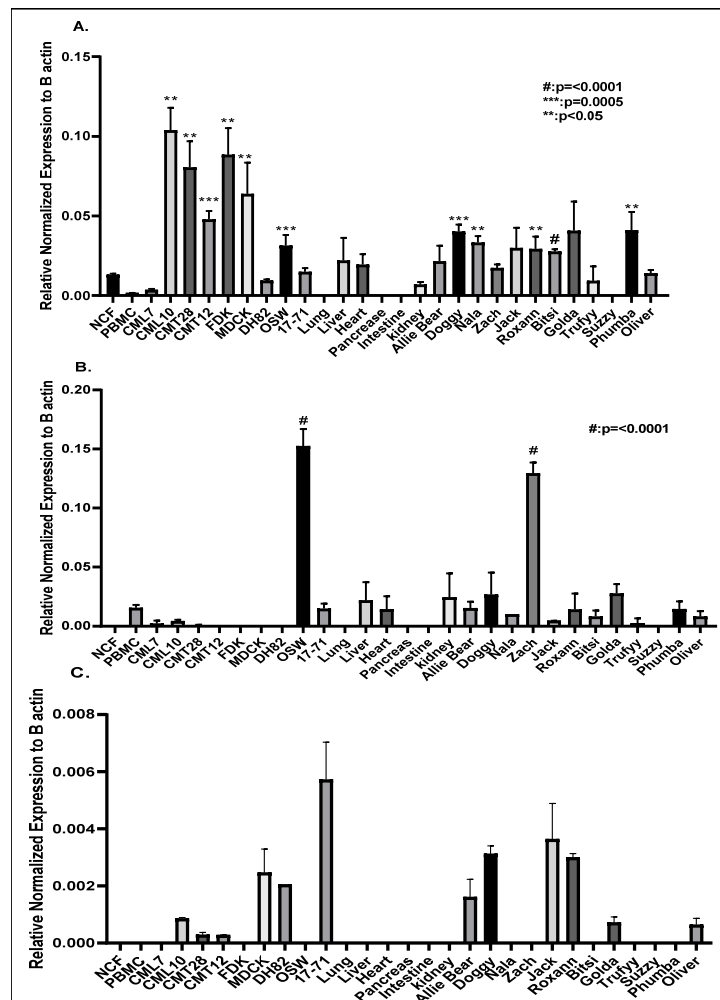 A.
Relative Normalized Expression to B actin
0.15
0.10
0.05
0.00
#:p=<0.0001
***:p=0.0005
**:p<0.05
** ** *** ** ** *** *** ** ** # **
NCF PBMC CML7 CML10 CMT28 CMT12 FDK MDCK DH82 OSW 17-71 Lung Liver Heart Pancrease Intestine kidney Allie Bear Doggy Nala Zach Jack Roxann Bitsi Golda Trufyy Suzzy Phumba Oliver
B.
Relative Normalized Expression to B actin
0.20
0.15
0.10
0.05
0.00
#:p=<0.0001
# #
NCF PBMC CML7 CML10 CMT28 CMT12 FDK MDCK DH82 OSW 17-71 Lung Liver Heart Pancreas Intestine kidney Allie Bear Doggy Nala Zach Jack Roxann Bitsi Golda Trufyy Suzzy Phumba Oliver
C.
Relative Normalized Expression to B actin
0.008
0.006
0.004
0.002
0.000
NCF PBMC CML7 CML10 CMT28 CMT12 FDK MDCK DH82 OSW 17-71 Lung Liver Heart Pancreas Intestine kidney Allie Bear Doggy Nala Zach Jack Roxann Bitsi Golda Trufyy Suzzy Phumba Oliver